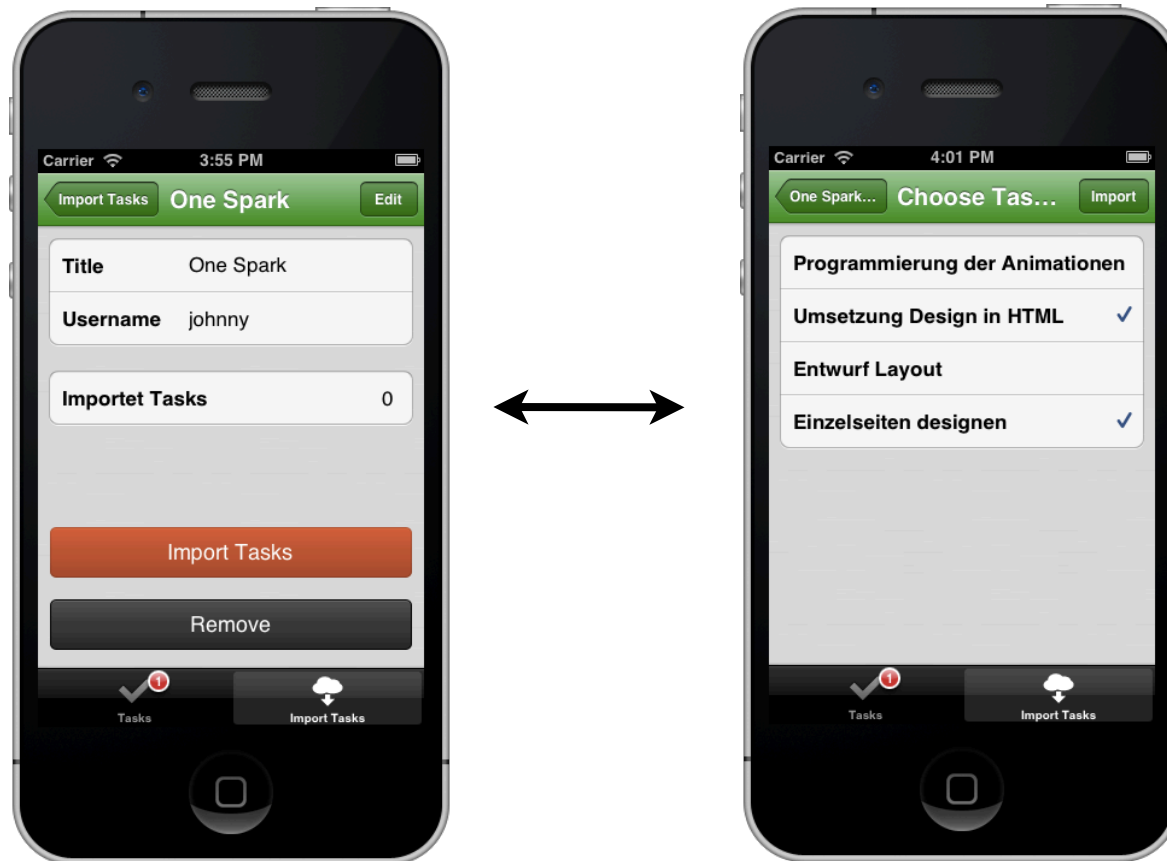 Carrier 3:55 PM
Import Tasks One Spark Edit
Title One Spark
Username johnny
Importet Tasks 0
Import Tasks
Remove
1
Tasks Import Tasks
Carrier 4:01 PM
One Spark... Choose Tas... Import
Programmierung der Animationen
Umsetzung Design in HTML
Entwurf Layout
Einzelseiten designen
1
Tasks Import Tasks